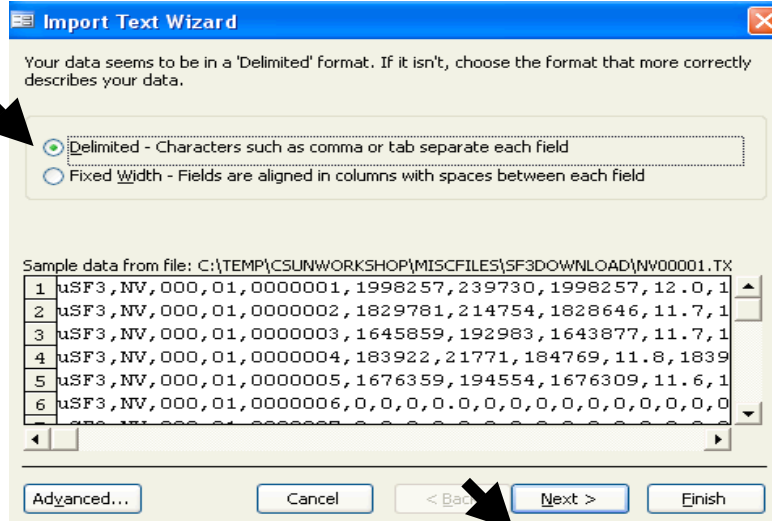 Import Text Wizard
Your data seems to be in a 'Delimited' format. If it isn't, choose the format that more correctly
describes your data.
Delimited - Characters such as comma or tab separate each field
Fixed Width - Fields are aligned in columns with spaces between each field
Sample data from file: C:\TEMP\CSUNWORKSHOP\MISCFILES\SF3DOWNLOAD\NV00001.TX
1 uSF3,NV,000,01,0000001,1998257,239730,1998257,12.0,1
2 uSF3,NV,000,01,0000002,1829781,214754,1828646,11.7,1
3 uSF3,NV,000,01,0000003,1645859,192983,1643877,11.7,1
4 uSF3,NV,000,01,0000004,183922,21771,184769,11.8,1839
5 uSF3,NV,000,01,0000005,1676359,194554,1676309,11.6,1
6 uSF3,NV,000,01,0000006,0,0,0,0.0,0,0,0,0,0,0,0,0,0,0
Advanced... Cancel < Back Next > Finish